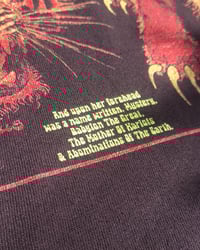 And upon her forehead
was a name written, Mystery,
Babylon The Great,
The Mother Of Harlots
& Abominations Of The Earth.